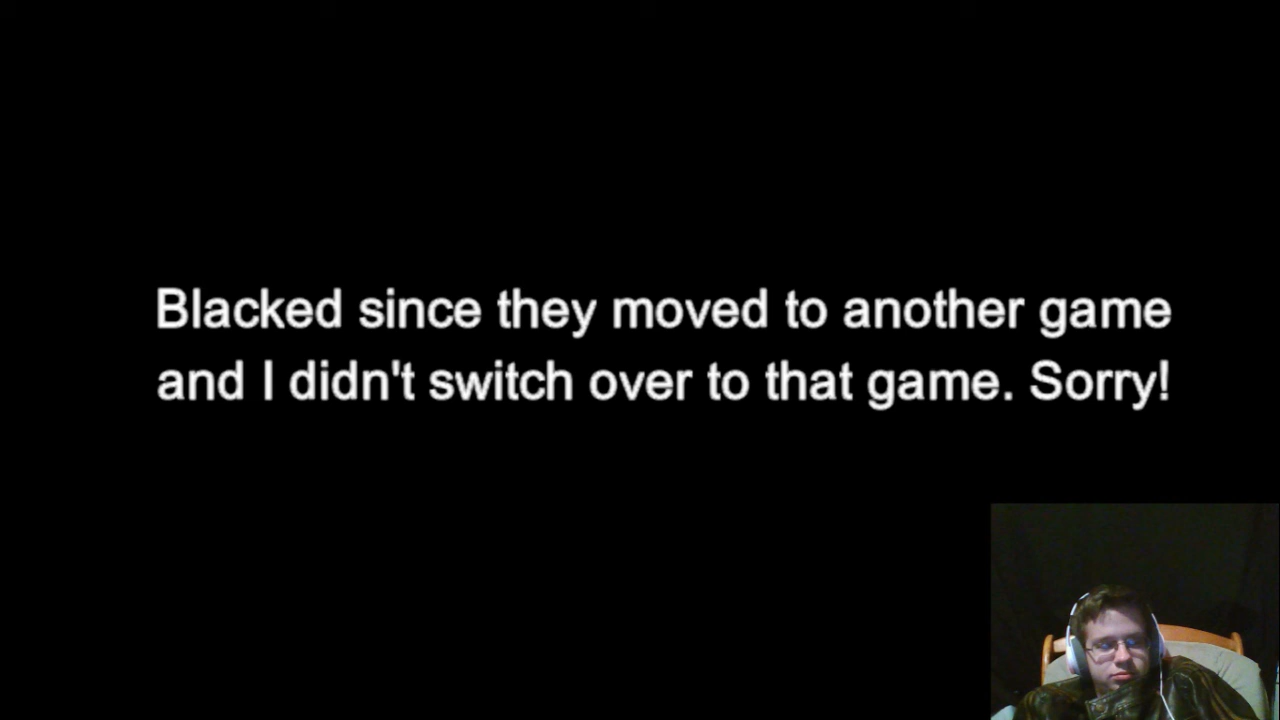 Blacked since they moved to another game
and I didn't switch over to that game. Sorry!